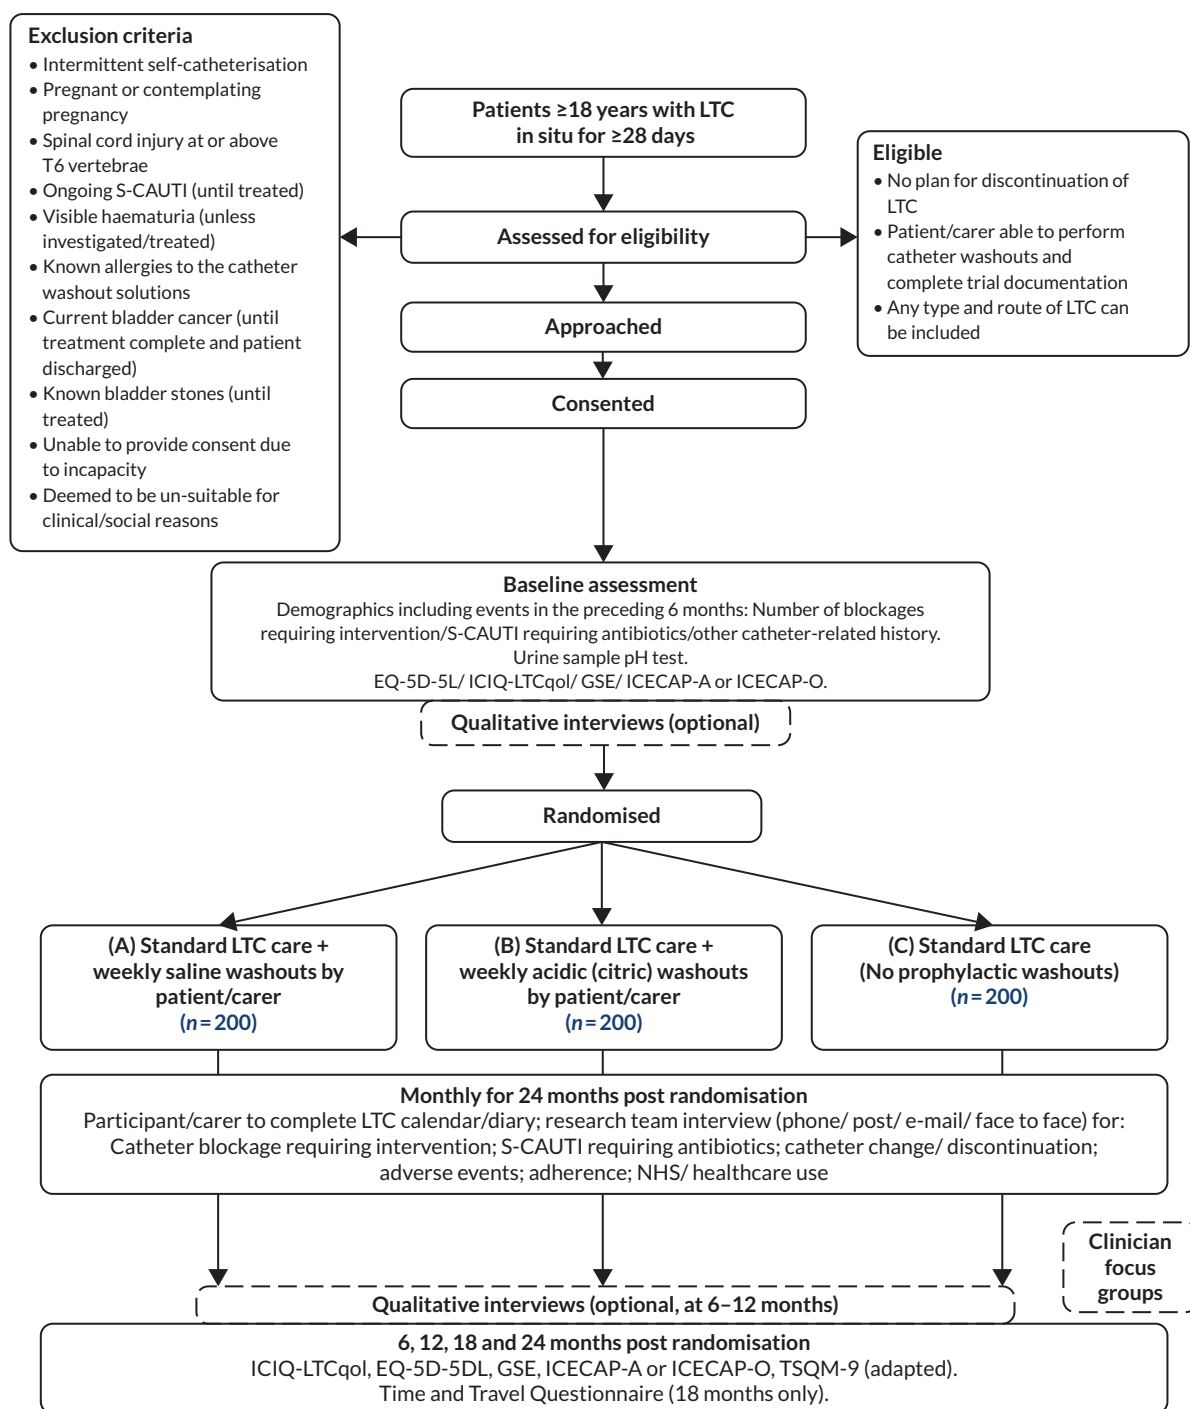 Exclusion criteria
• Intermittent self-catheterisation
• Pregnant or contemplating
pregnancy
• Spinal cord injury at or above
T6 vertebrae
• Ongoing S-CAUTI (until treated)
• Visible haematuria (unless
investigated/treated)
• Known allergies to the catheter
washout solutions
• Current bladder cancer (until
treatment complete and patient
discharged)
• Known bladder stones (until
treated)
• Unable to provide consent due
to incapacity
• Deemed to be un-suitable for
clinical/social reasons
Patients ≥18 years with LTC
in situ for ≥28 days
Assessed for eligibility
Eligible
• No plan for discontinuation of
LTC
• Patient/carer able to perform
catheter washouts and
complete trial documentation
• Any type and route of LTC can
be included
Approached
Consented
Baseline assessment
Demographics including events in the preceding 6 months: Number of blockages
requiring intervention/S-CAUTI requiring antibiotics/other catheter-related history.
Urine sample pH test.
EQ-5D-5L/ ICIQ-LTCqol/ GSE/ ICECAP-A or ICECAP-O.
Qualitative interviews (optional)
Randomised
(A) Standard LTC care +
weekly saline washouts by
patient/carer
(n = 200)
(B) Standard LTC care +
weekly acidic (citric) washouts
by patient/carer
(n = 200)
(C) Standard LTC care
(No prophylactic washouts)
(n = 200)
Monthly for 24 months post randomisation
Participant/carer to complete LTC calendar/diary; research team interview (phone/ post/ e-mail/ face to face) for:
Catheter blockage requiring intervention; S-CAUTI requiring antibiotics; catheter change/ discontinuation;
adverse events; adherence; NHS/ healthcare use
Clinician
focus
groups
Qualitative interviews (optional, at 6–12 months)
6, 12, 18 and 24 months post randomisation
ICIQ-LTCqol, EQ-5D-5DL, GSE, ICECAP-A or ICECAP-O, TSQM-9 (adapted).
Time and Travel Questionnaire (18 months only).